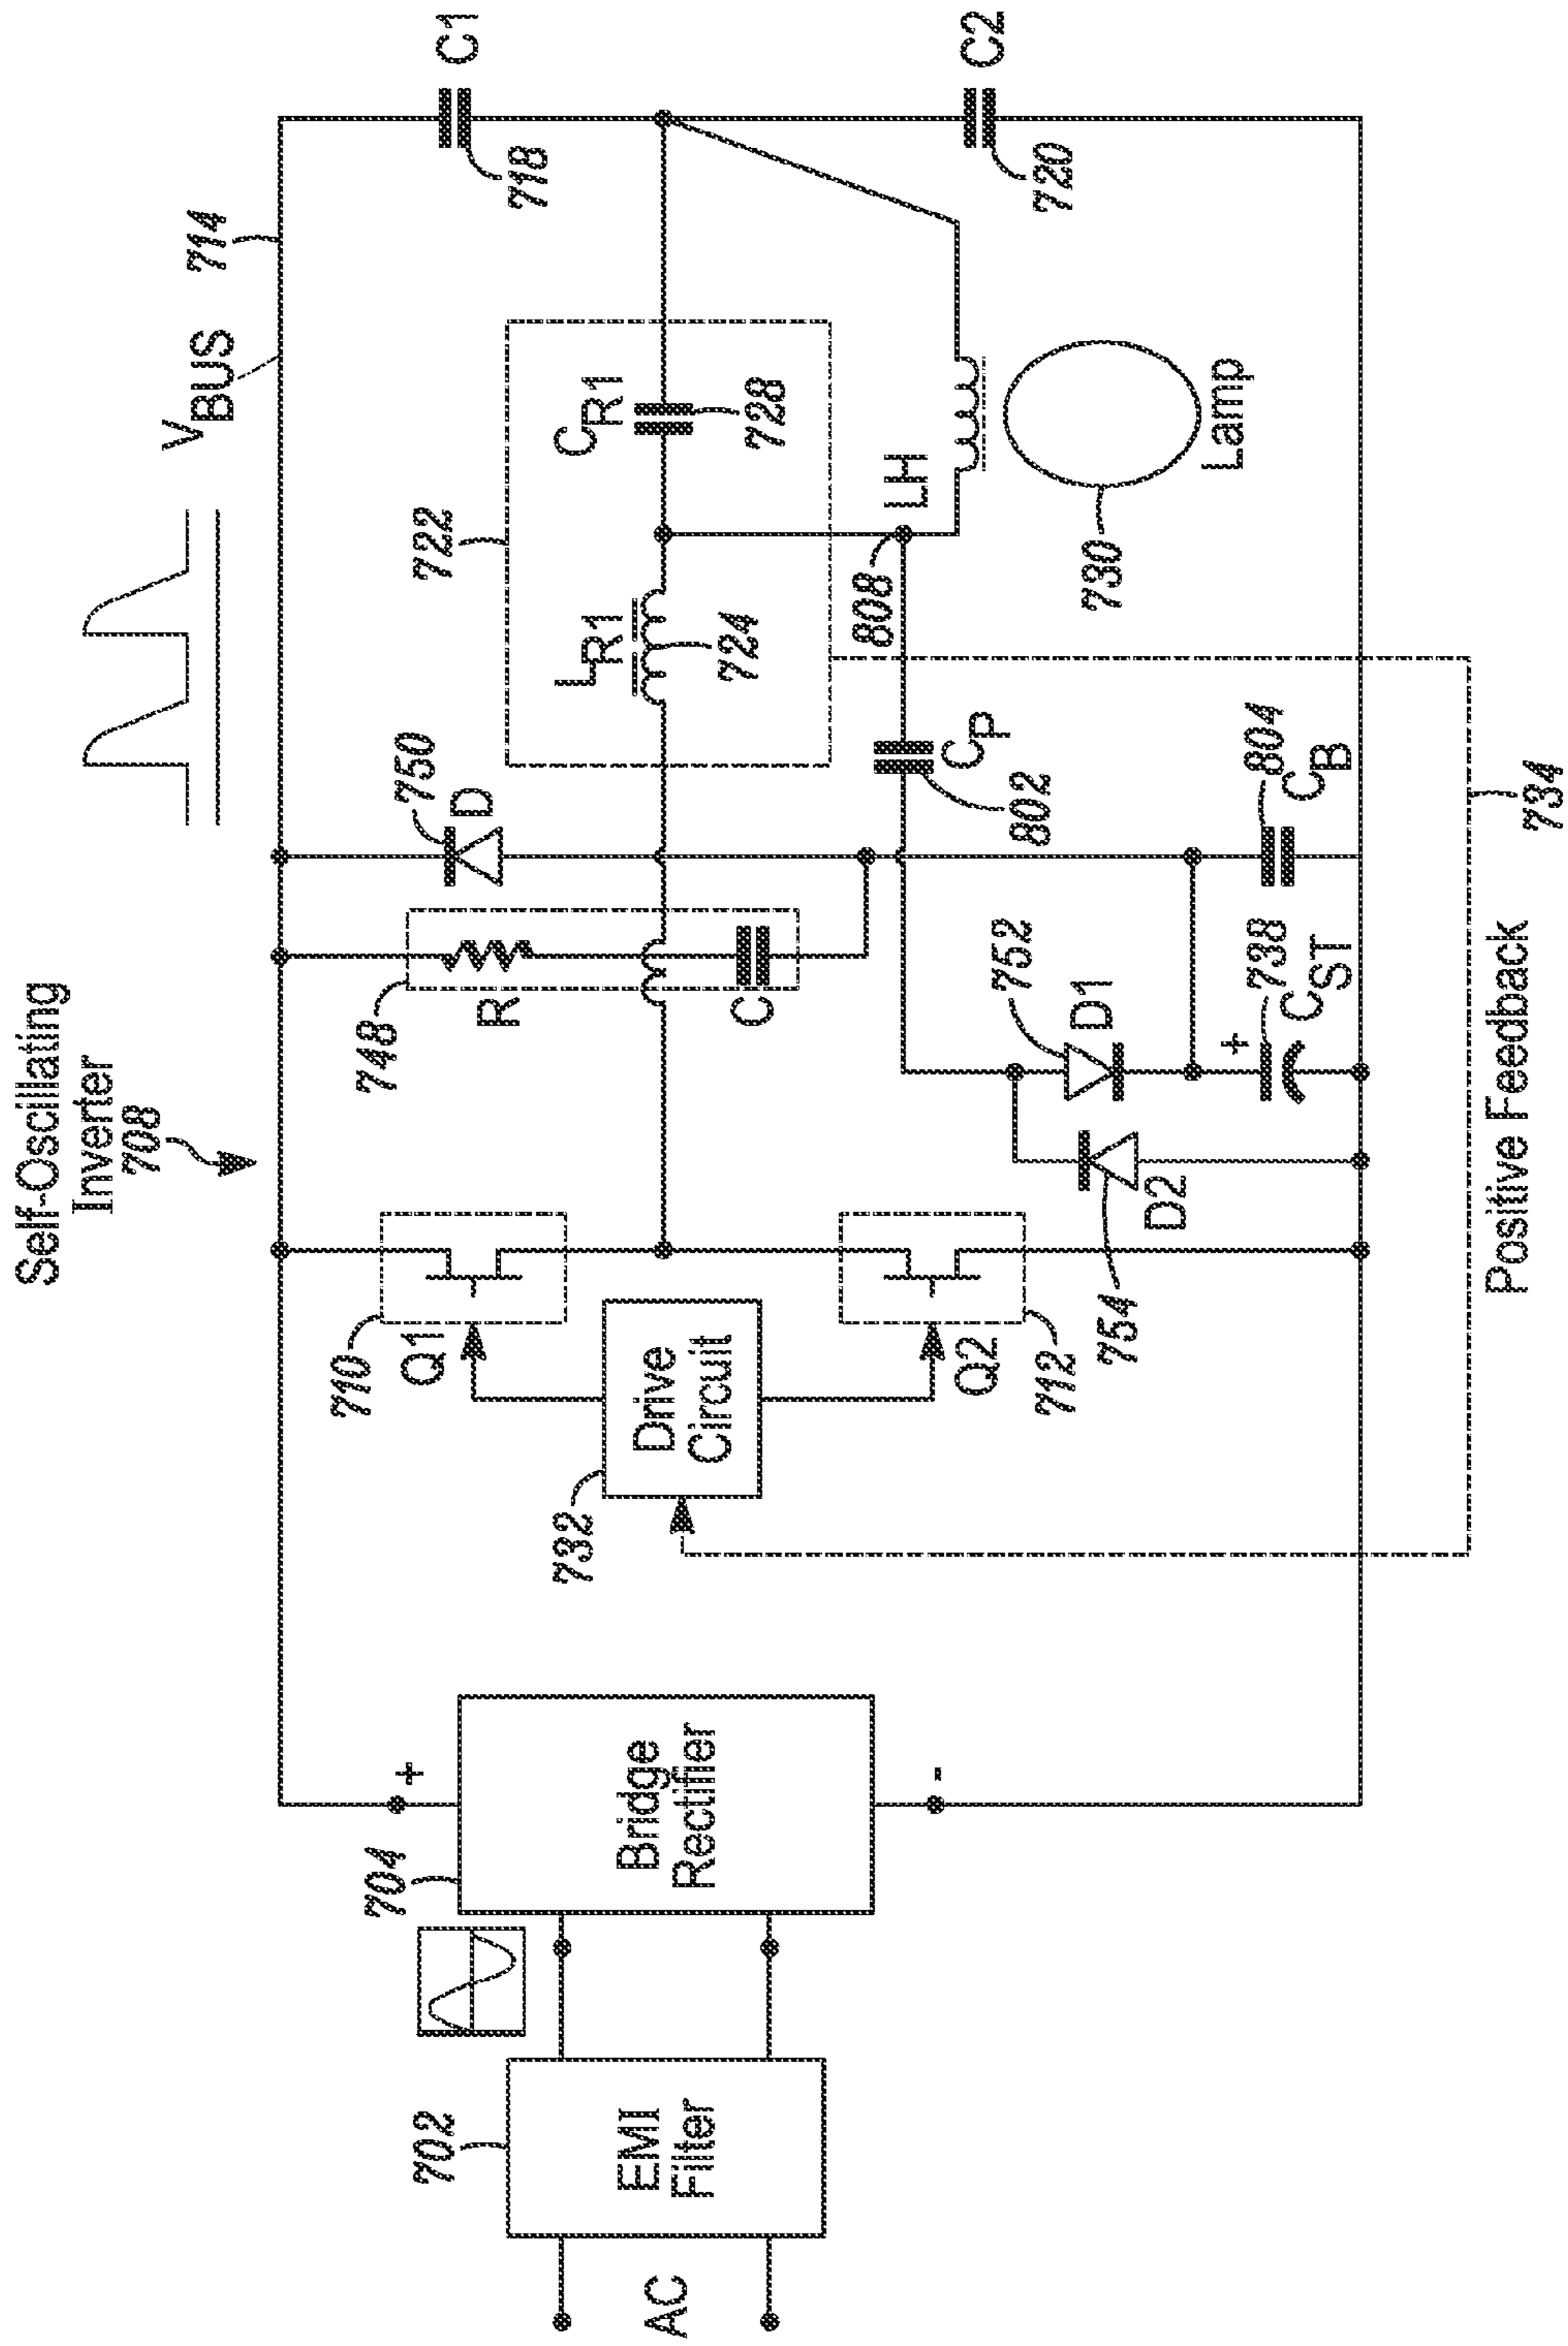 Self-Oscillating
Inverter
708
VBUS
714
C1
718
C2
720
722
CR1
728
LR1
724
750
D
748
R
C
710
Q1
732
Drive
Circuit
Q2
712
LH
808
730
Lamp
CP
802
752
D1
754
D2
+
738
CST
804
CB
734
Positive Feedback
704
+
-
Bridge
Rectifier
702
EMI
Filter
AC